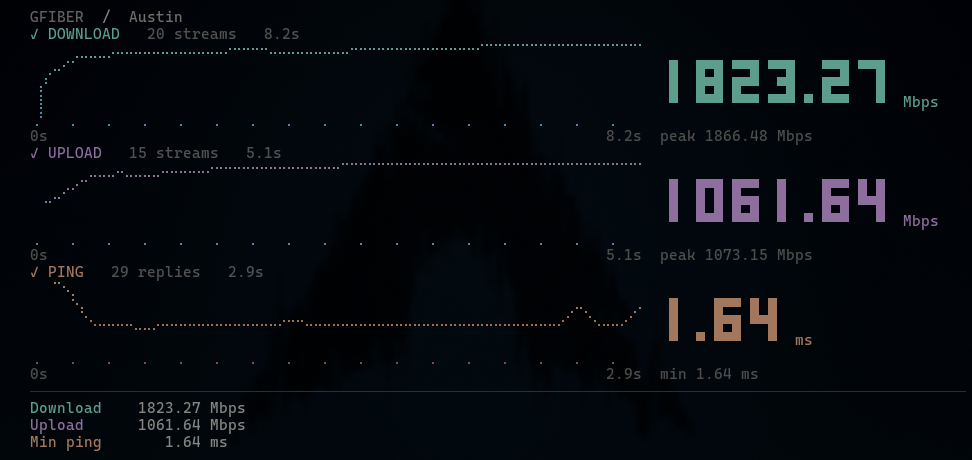 GFIBER / Austin
✓ DOWNLOAD 20 streams 8.2s
1823.27 Mbps
0s 8.2s peak 1866.48 Mbps
✓ UPLOAD 15 streams 5.1s
1061.64 Mbps
0s 5.1s peak 1073.15 Mbps
✓ PING 29 replies 2.9s
1.64 ms
0s 2.9s min 1.64 ms
Download 1823.27 Mbps
Upload 1061.64 Mbps
Min ping 1.64 ms